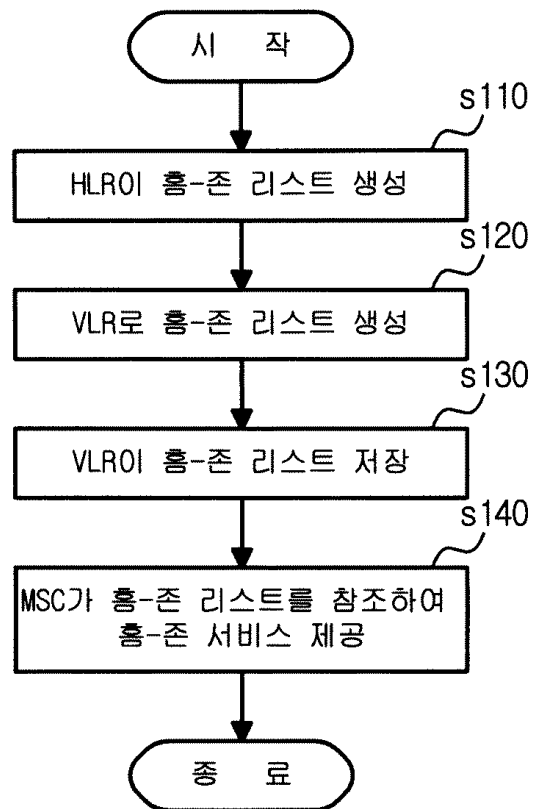 시 작
s110
HLR이 홈-존 리스트 생성
s120
VLR로 홈-존 리스트 생성
s130
VLR이 홈-존 리스트 저장
s140
MSC가 홈-존 리스트를 참조하여
홈-존 서비스 제공
종 료